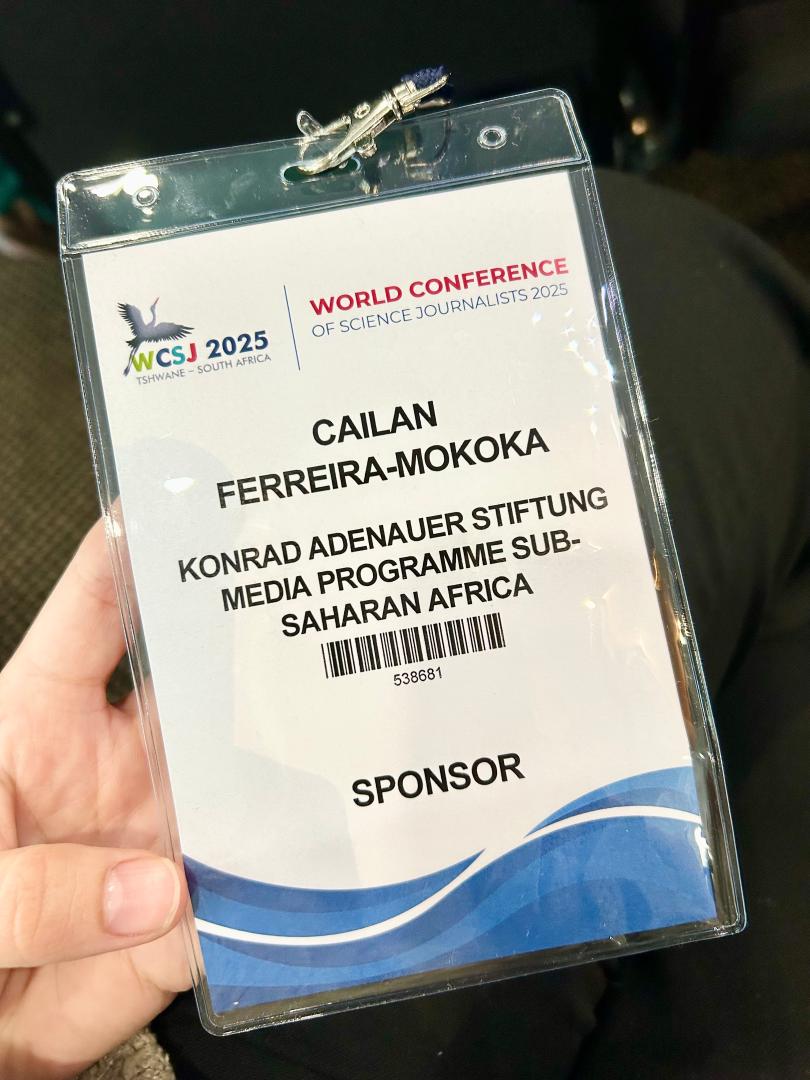 WCSJ 2025
TSHWANE – SOUTH AFRICA
WORLD CONFERENCE
OF SCIENCE JOURNALISTS 2025
CAILAN
FERREIRA-MOKOKA
KONRAD ADENAUER STIFTUNG
MEDIA PROGRAMME SUB-
SAHARAN AFRICA
538681
SPONSOR